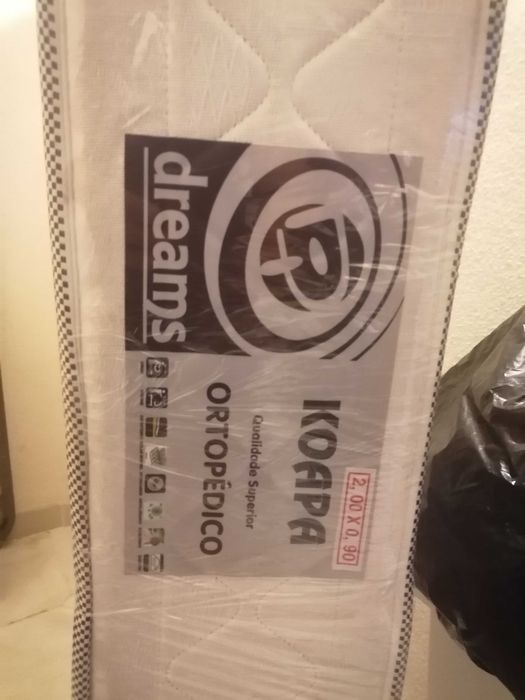 dreams
KOAPA
2,00 X 0,90
Qualidade Superior
ORTOPÉDICO